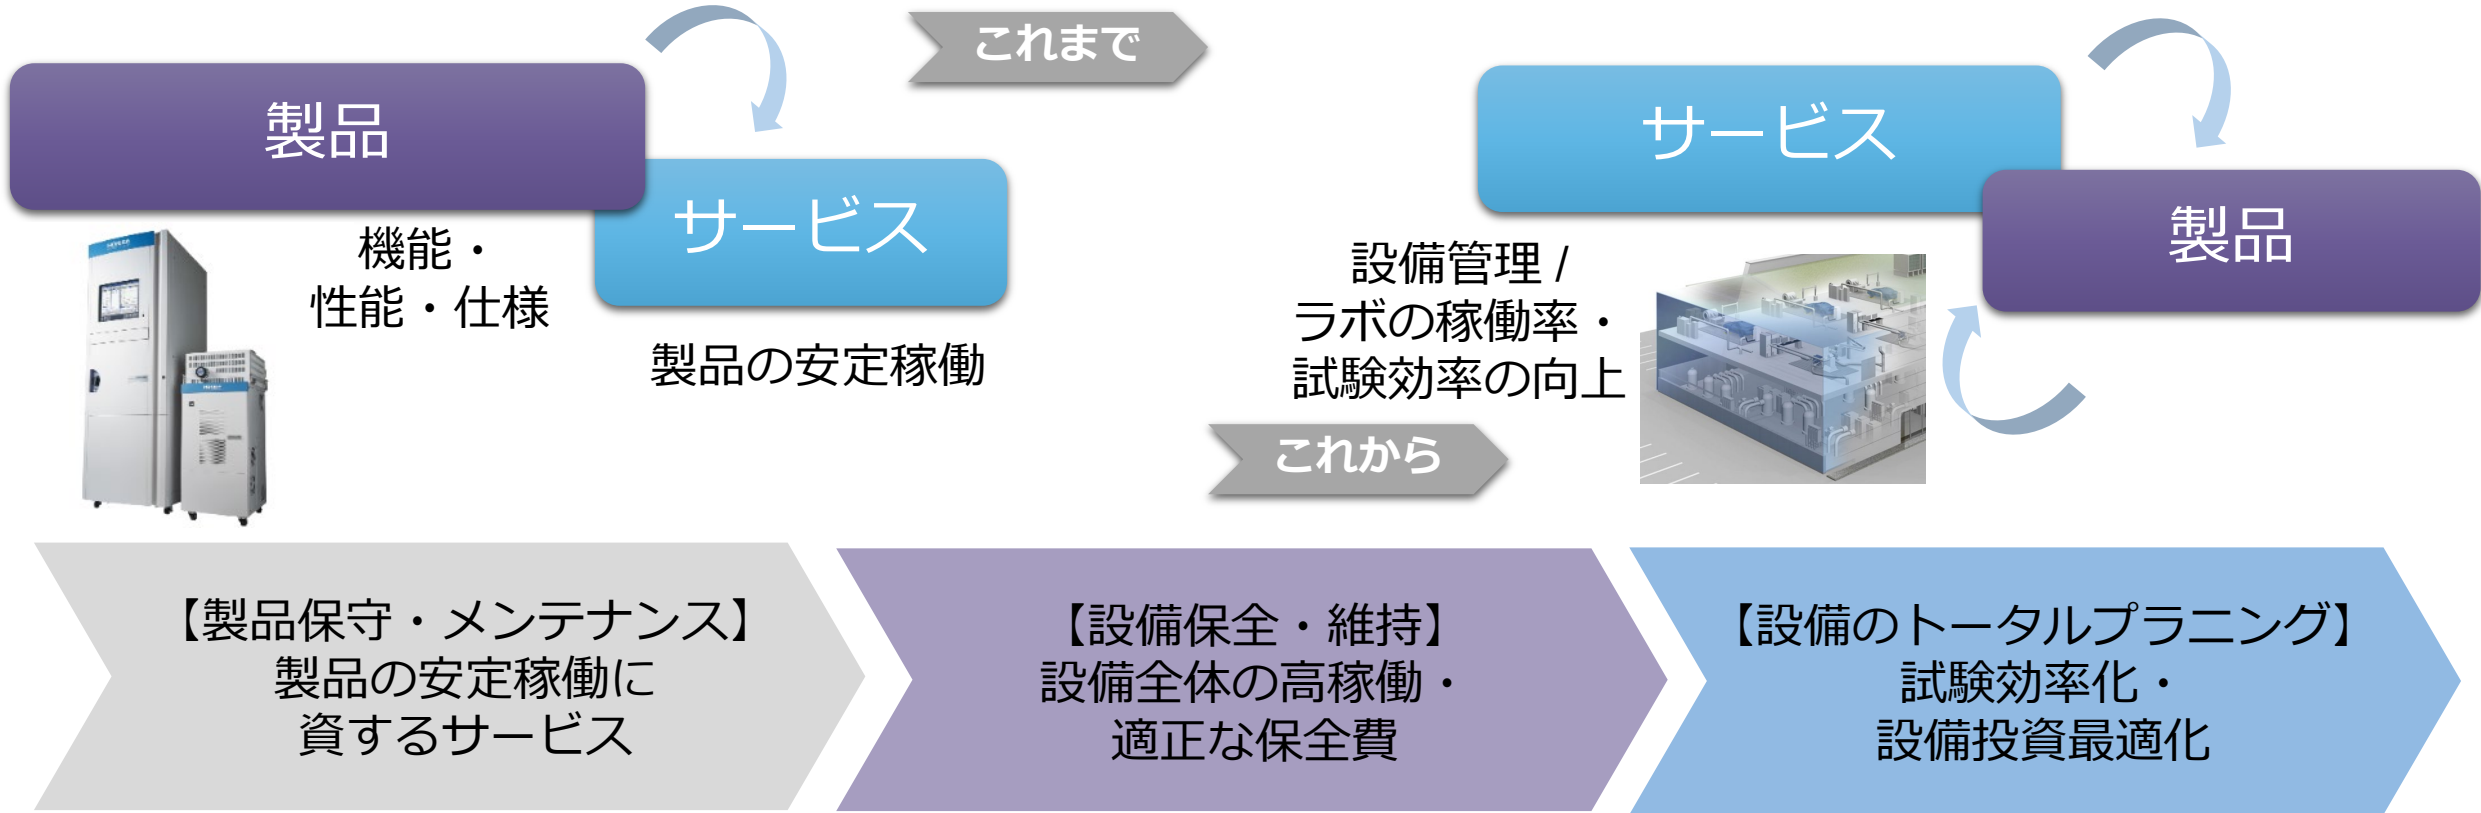 これまで
製品
サービス
機能・
性能・仕様
製品の安定稼働
サービス
製品
設備管理 /
ラボの稼働率・
試験効率の向上
これから
【製品保守・メンテナンス】
製品の安定稼働に
資するサービス
【設備保全・維持】
設備全体の高稼働・
適正な保全費
【設備のトータルプラニング】
試験効率化・
設備投資最適化